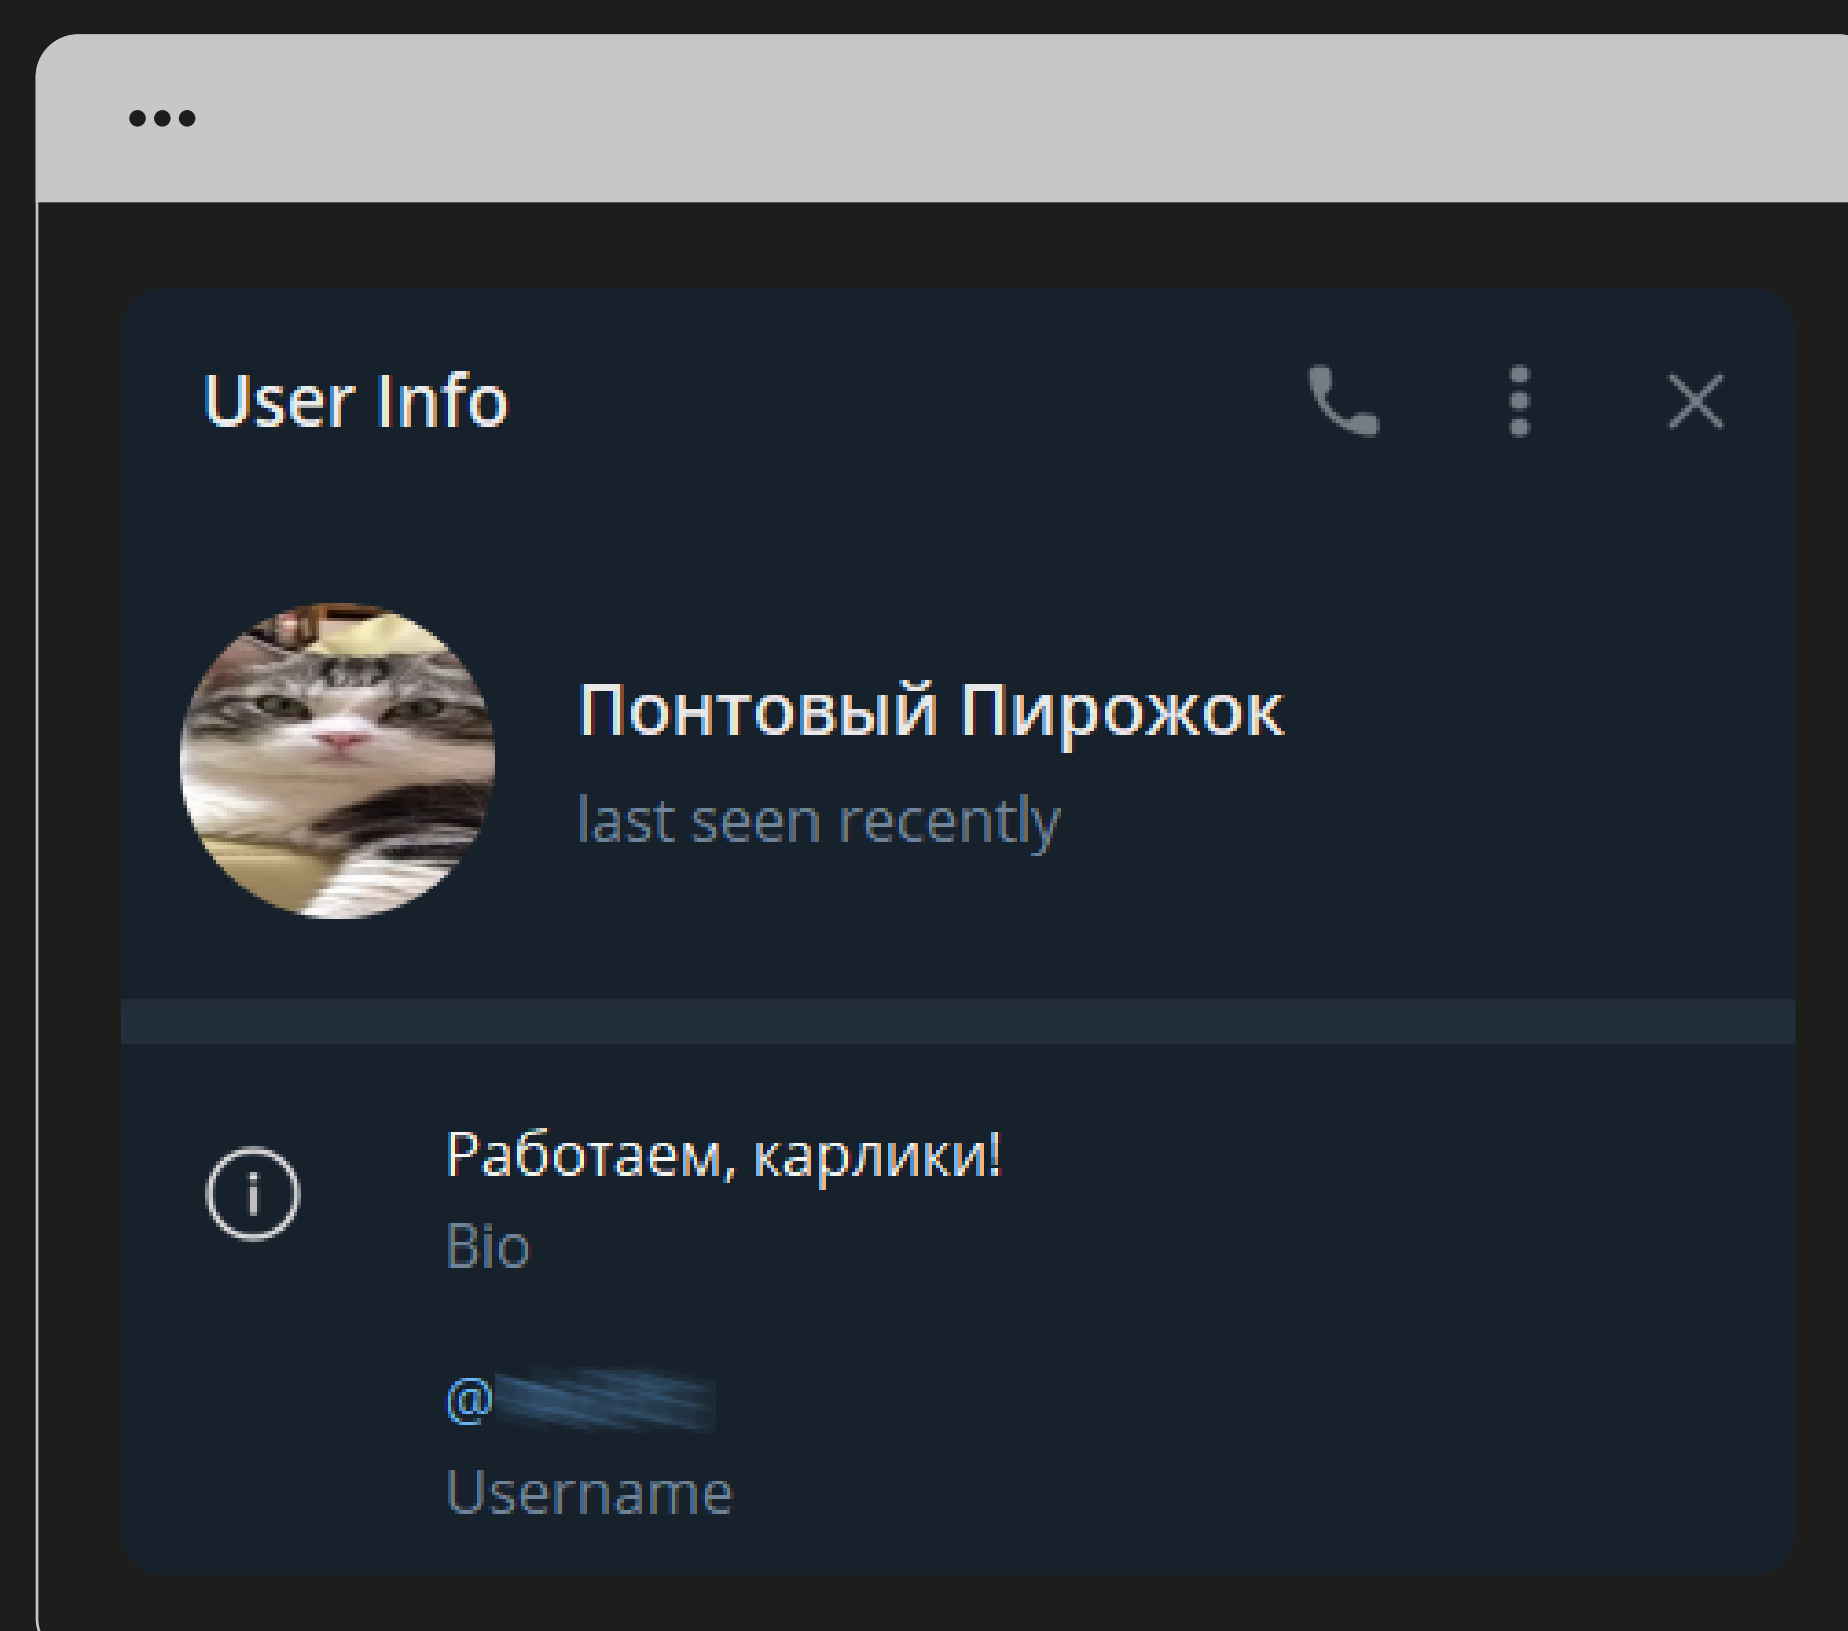 User Info
Понтовый Пирожок
last seen recently
Работаем, карлики!
Bio
@
Username